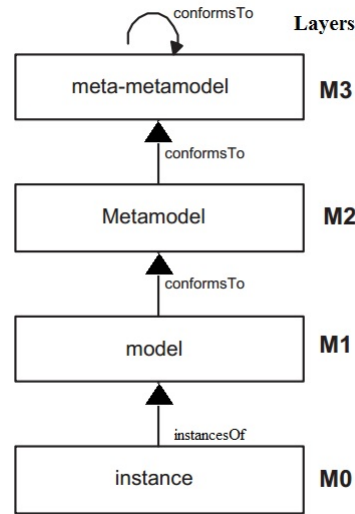 conformsTo
Layers
meta-metamodel M3
conformsTo
Metamodel M2
conformsTo
model M1
instancesOf
instance M0